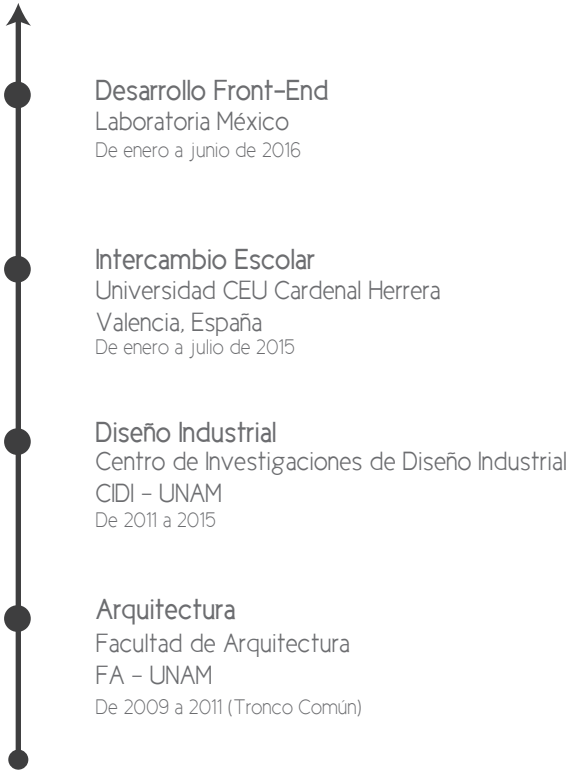 Desarrollo Front-End
Laboratoria México
De enero a junio de 2016
Intercambio Escolar
Universidad CEU Cardenal Herrera
Valencia, España
De enero a julio de 2015
Diseño Industrial
Centro de Investigaciones de Diseño Industrial
CIDI - UNAM
De 2011 a 2015
Arquitectura
Facultad de Arquitectura
FA - UNAM
De 2009 a 2011 (Tronco Común)